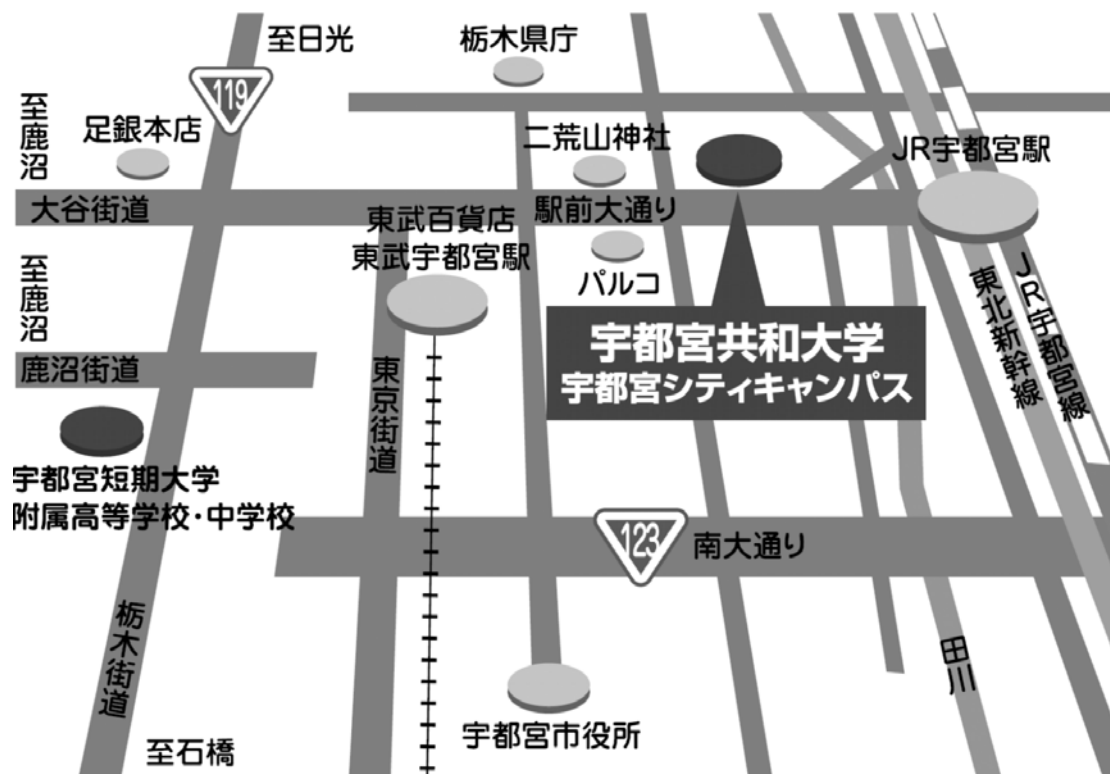 至日光
栃木県庁
119
至鹿沼
足銀本店
二荒山神社
JR宇都宮駅
大谷街道
駅前大通り
東武百貨店
東武宇都宮駅
パルコ
至鹿沼
鹿沼街道
宇都宮共和大学
宇都宮シティキャンパス
東北新幹線
JR宇都宮線
東京街道
宇都宮短期大学
附属高等学校・中学校
123
南大通り
栃木街道
田川
宇都宮市役所
至石橋